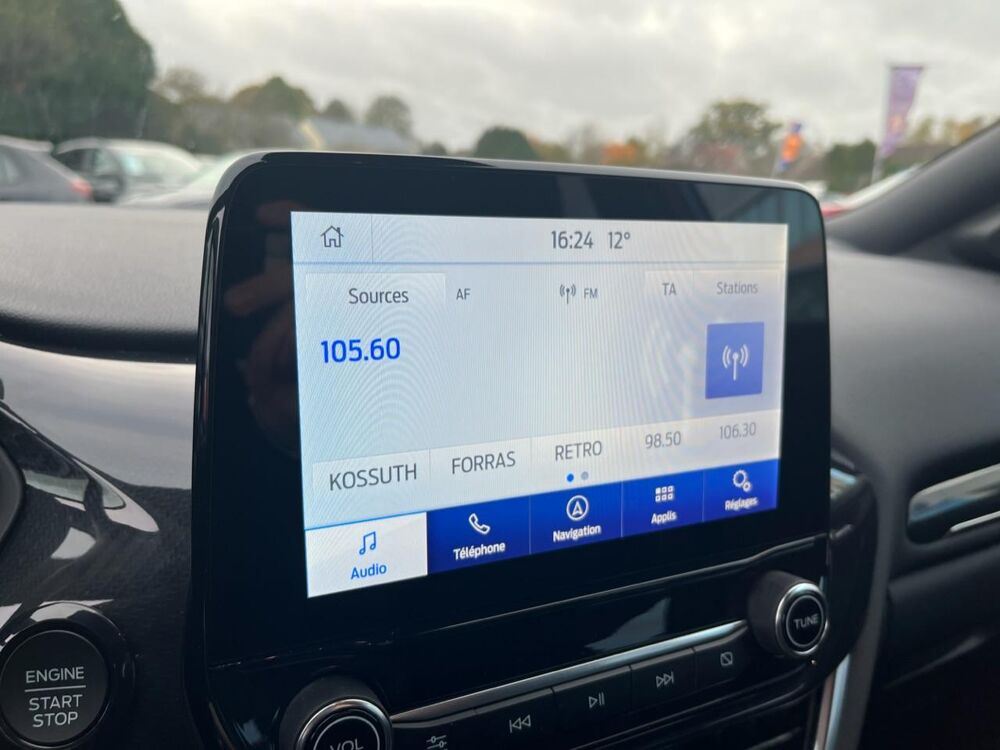 16:24 12°
Sources AF FM TA Stations
105.60
KOSSUTH FORRAS RETRO 98.50 106.30
Audio Téléphone Navigation Applis Réglages
ENGINE
START
STOP
VOL
TUNE